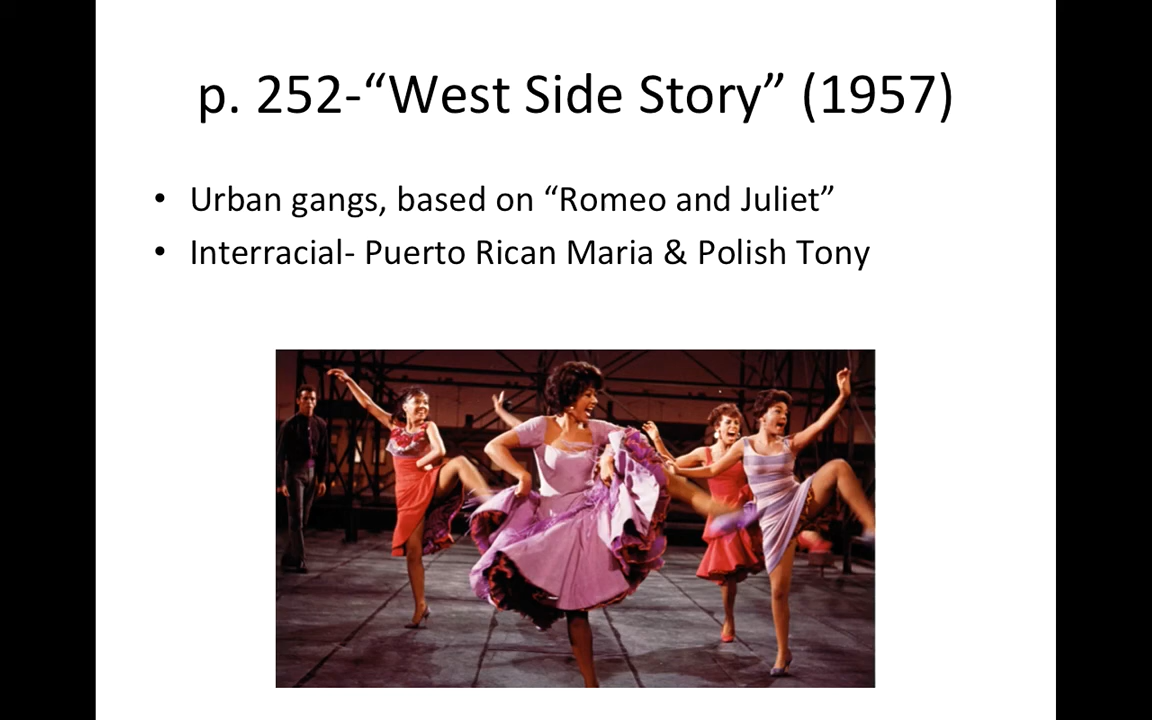 p. 252-“West Side Story” (1957)
• Urban gangs, based on “Romeo and Juliet”
• Interracial- Puerto Rican Maria & Polish Tony